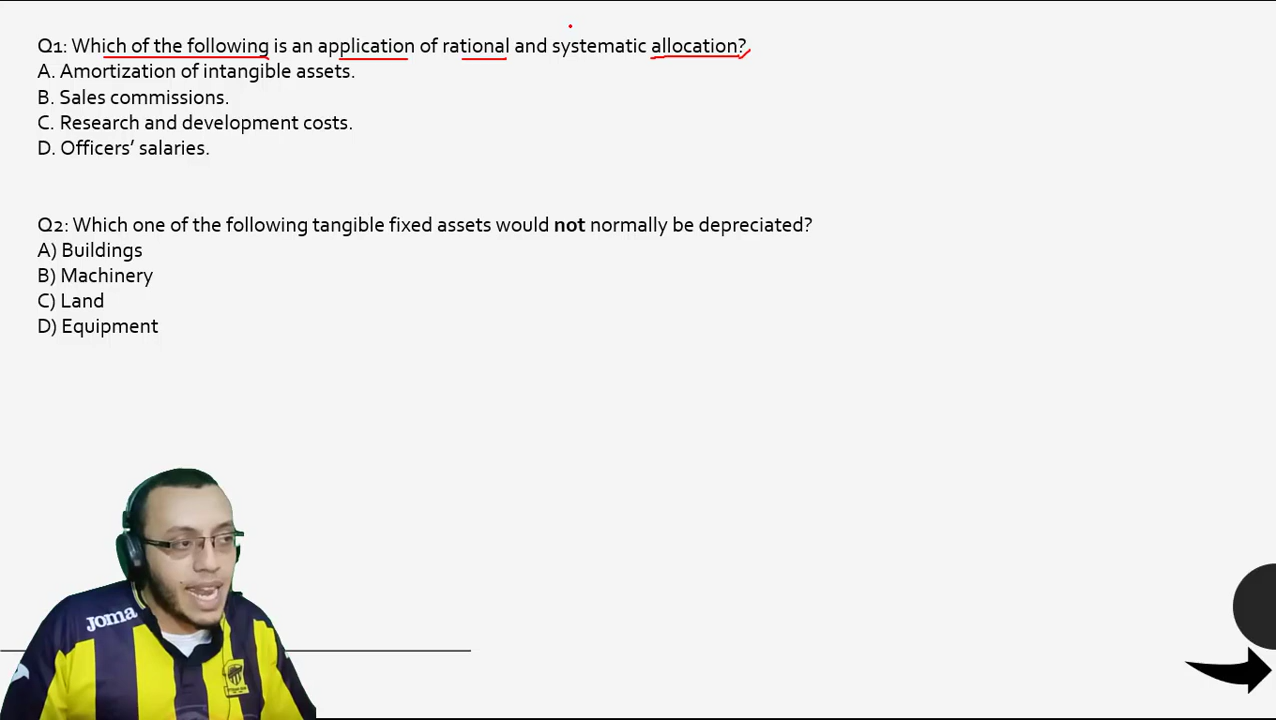 Q1: Which of the following is an application of rational and systematic allocation?
A. Amortization of intangible assets.
B. Sales commissions.
C. Research and development costs.
D. Officers’ salaries.
Q2: Which one of the following tangible fixed assets would not normally be depreciated?
A) Buildings
B) Machinery
C) Land
D) Equipment
JOMA